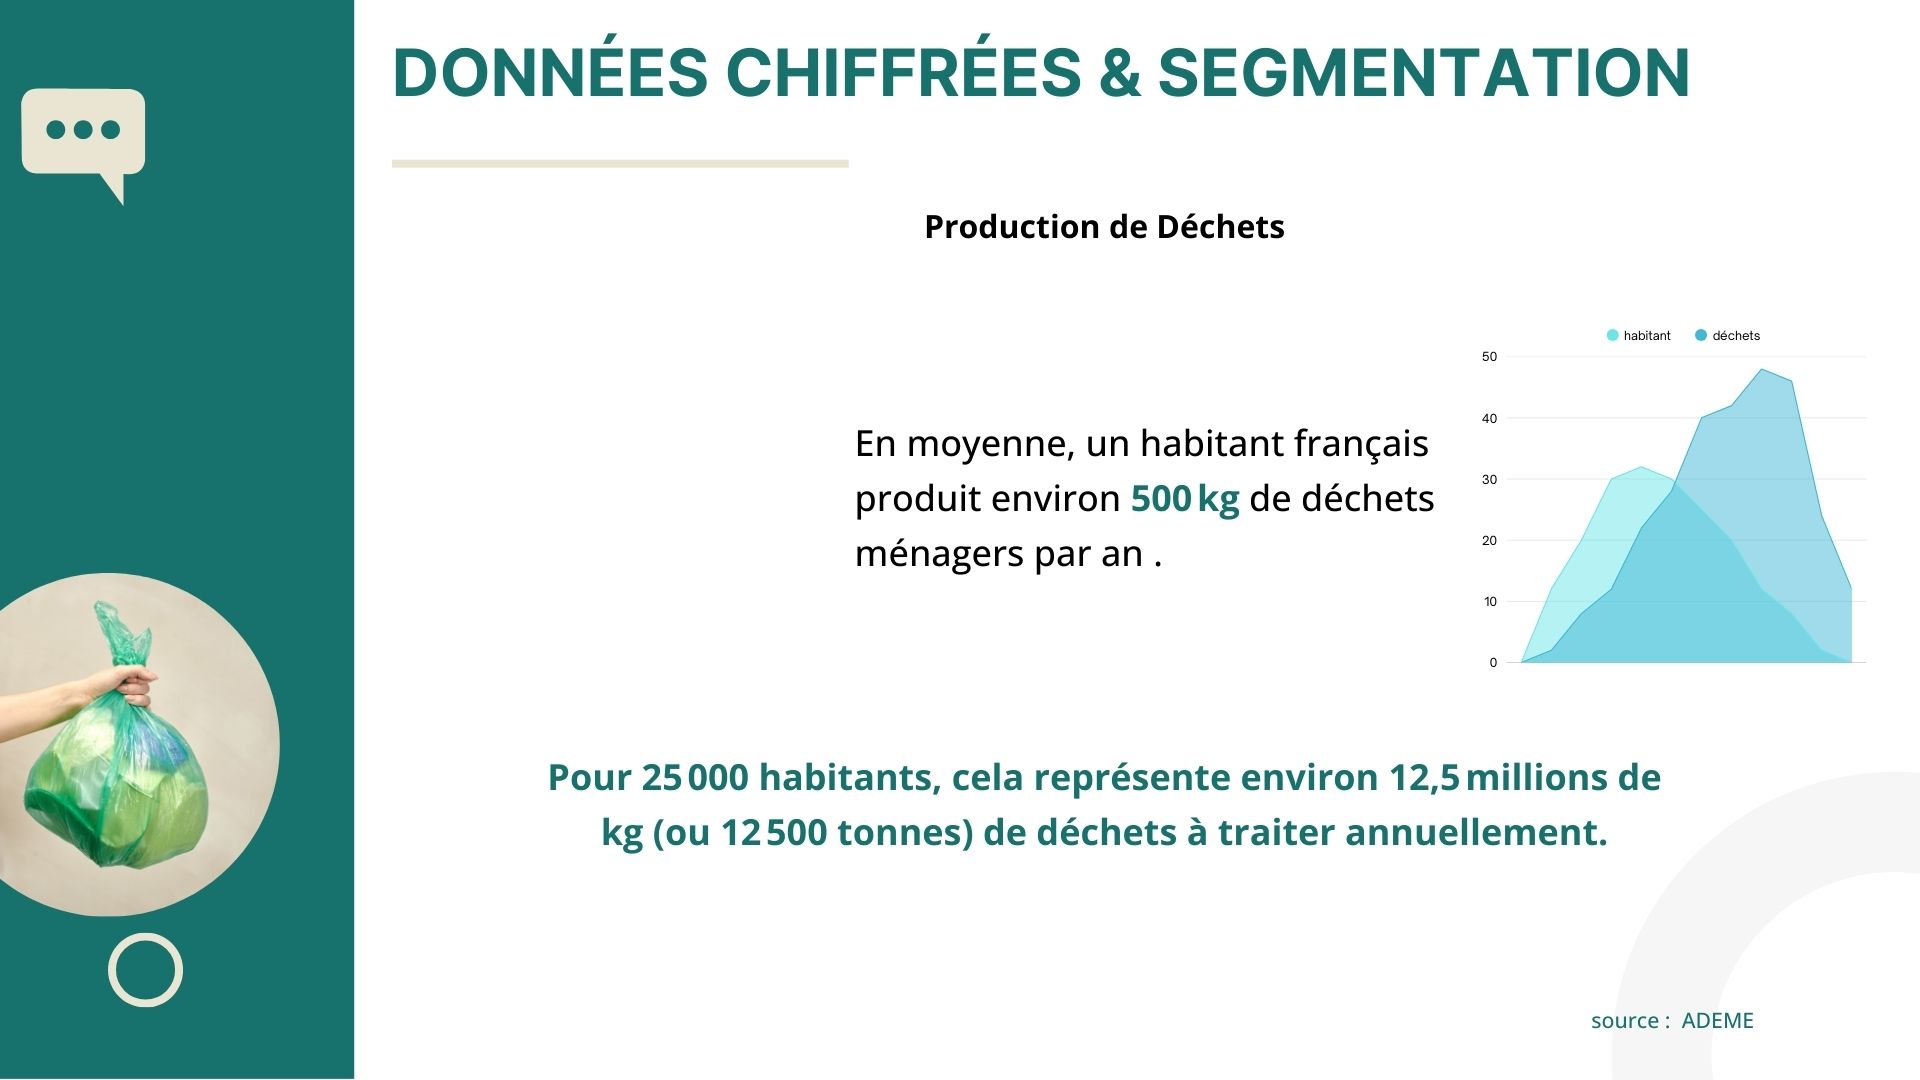 DONNÉES CHIFFRÉES & SEGMENTATION
Production de Déchets
En moyenne, un habitant français
produit environ 500 kg de déchets
ménagers par an .
habitant déchets
50
40
30
20
10
0
Pour 25 000 habitants, cela représente environ 12,5 millions de
kg (ou 12 500 tonnes) de déchets à traiter annuellement.
source : ADEME